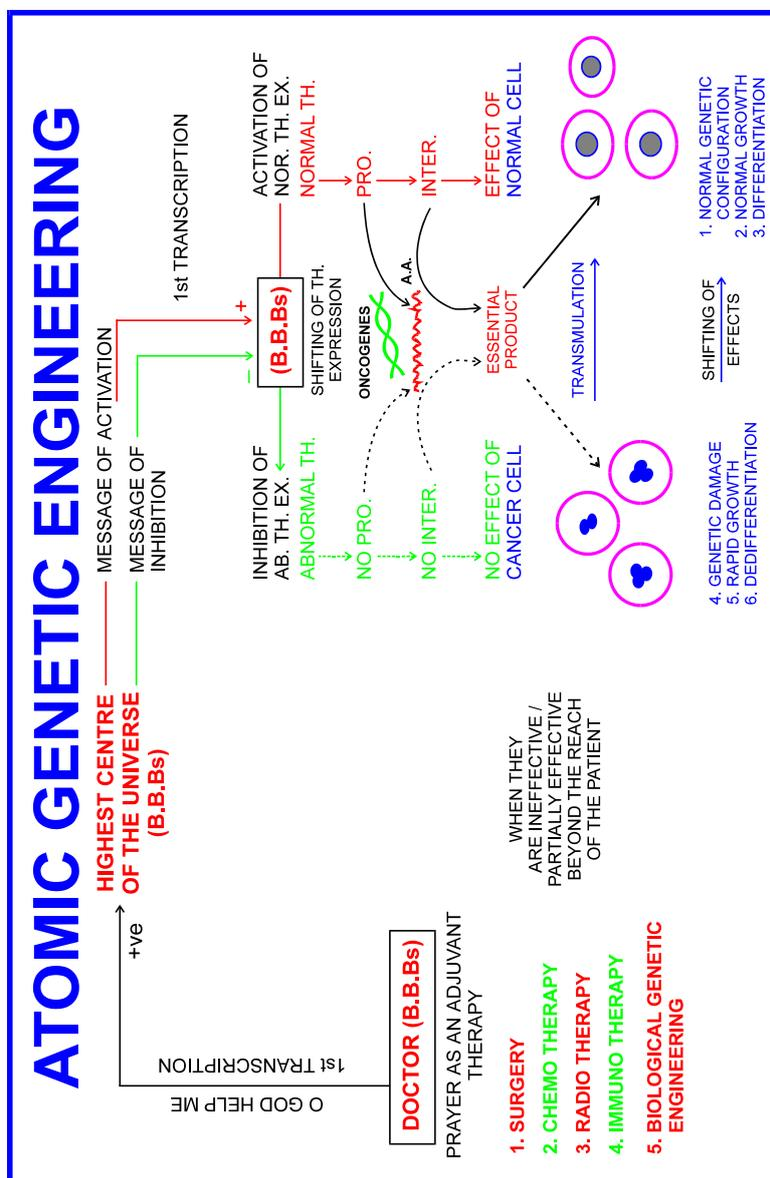 ATOMIC GENETIC ENGINEERING
+ve
O GOD HELP ME
1st TRANSCRIPTION
DOCTOR (B.B.Bs)
PRAYER AS AN ADJUVANT
THERAPY
1. SURGERY
2. CHEMO THERAPY
3. RADIO THERAPY
4. IMMUNO THERAPY
5. BIOLOGICAL GENETIC
ENGINEERING
WHEN THEY
ARE INEFFECTIVE /
PARTIALLY EFFECTIVE
BEYOND THE REACH
OF THE PATIENT
HIGHEST CENTRE
OF THE UNIVERSE
(B.B.Bs)
MESSAGE OF ACTIVATION
MESSAGE OF
INHIBITION
1st TRANSCRIPTION
– +
(B.B.Bs)
SHIFTING OF TH.
EXPRESSION
INHIBITION OF
AB. TH. EX.
ABNORMAL TH.
NO PRO.
NO INTER.
NO EFFECT OF
CANCER CELL
ACTIVATION OF
NOR. TH. EX.
NORMAL TH.
PRO.
INTER.
EFFECT OF
NORMAL CELL
ONCOGENES
A.A.
ESSENTIAL
PRODUCT
TRANSMULATION
4. GENETIC DAMAGE
5. RAPID GROWTH
6. DEDIFFERENTIATION
SHIFTING OF
EFFECTS
1. NORMAL GENETIC
CONFIGURATION
2. NORMAL GROWTH
3. DIFFERENTIATION